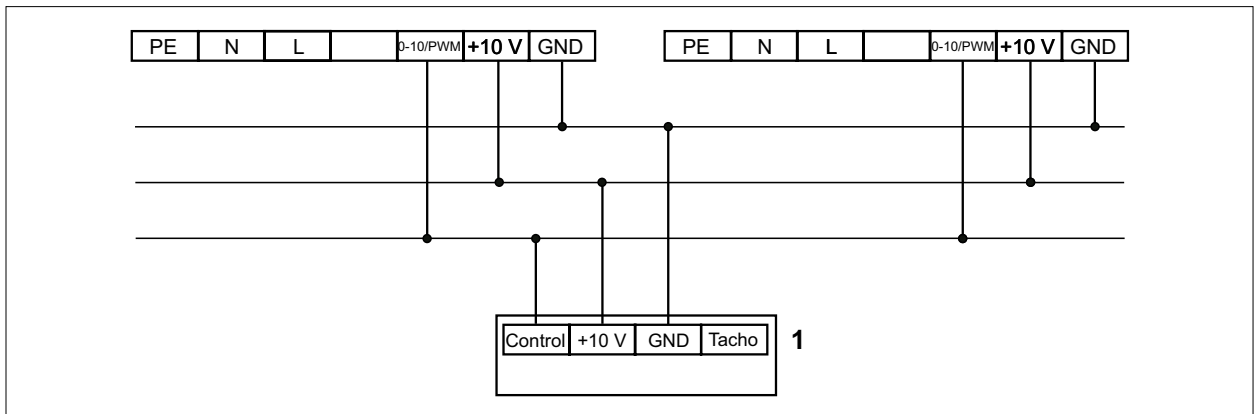 PE N L 0-10/PWM +10 V GND PE N L 0-10/PWM +10 V GND
Control +10 V GND Tacho 1